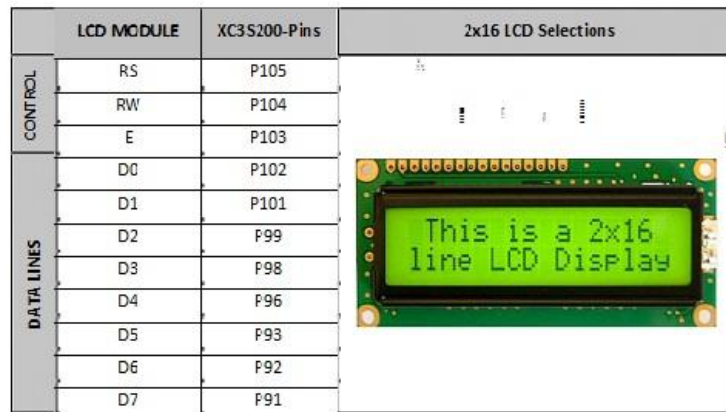 LCD MODULE XC3S200-Pins 2x16 LCD Selections
CONTROL
RS P105
RW P104
E P103
DATA LINES
D0 P102
D1 P101
D2 P99
D3 P98
D4 P96
D5 P93
D6 P92
D7 P91
This is a 2x16
line LCD Display